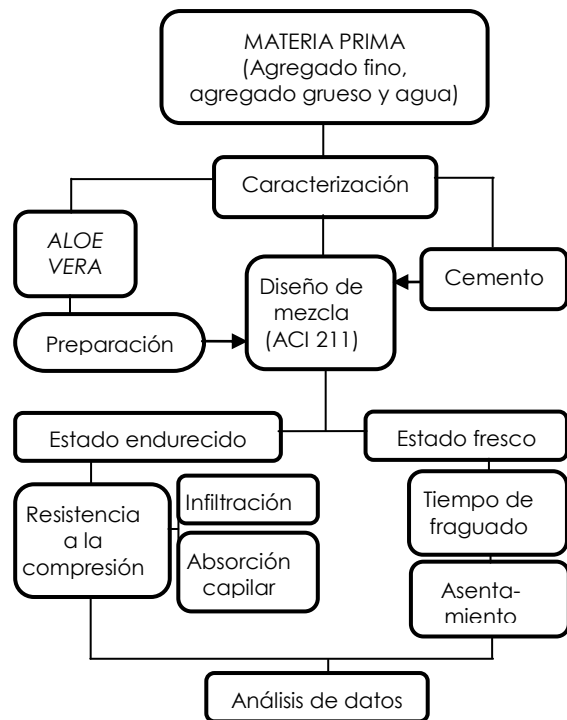 MATERIA PRIMA
(Agregado fino,
agregado grueso y agua)
Caracterización
ALOE
VERA
Cemento
Diseño de
mezcla
(ACI 211)
Preparación
Estado endurecido
Estado fresco
Resistencia
a la
compresión
Infiltración
Absorción
capilar
Tiempo de
fraguado
Asenta-
miento
Análisis de datos